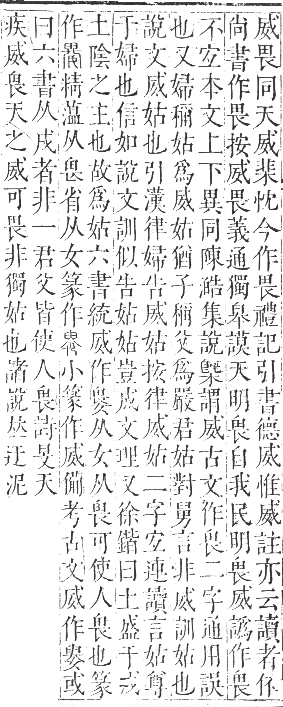 威畏同天威棐忱今作畏禮記引書德威惟威註亦云讀者仍
尚書作畏按威畏義通獨臯謨天明畏自我民明畏威譌作畏
不宜本文上下異同陳澔集說槩謂威古文作畏二字通用誤
也又婦稱姑爲威姑猶子稱父爲嚴君姑對舅言非威訓姑也
說文威姑也引漢律婦告威姑按律威姑二字宜連讀言姑尊
于婦也信如說文訓似告姑姑豈成文理又徐鍇曰土盛于戌
土陰之主也故爲姑六書統威作㛱从女从畏可使人畏也篆
作 精薀从畏省从女篆作 小篆作威備考古文威作㛱或
曰六書从戌者非一君父皆使人畏詩旻天
疾威畏天之威可畏非獨姑也諸說𠀤迂泥